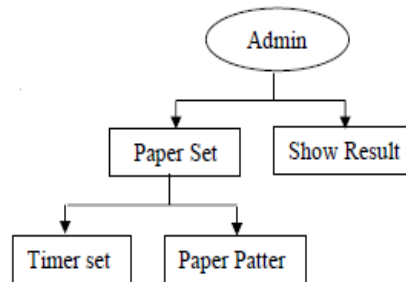 Admin
Paper Set
Show Result
Timer set
Paper Patter